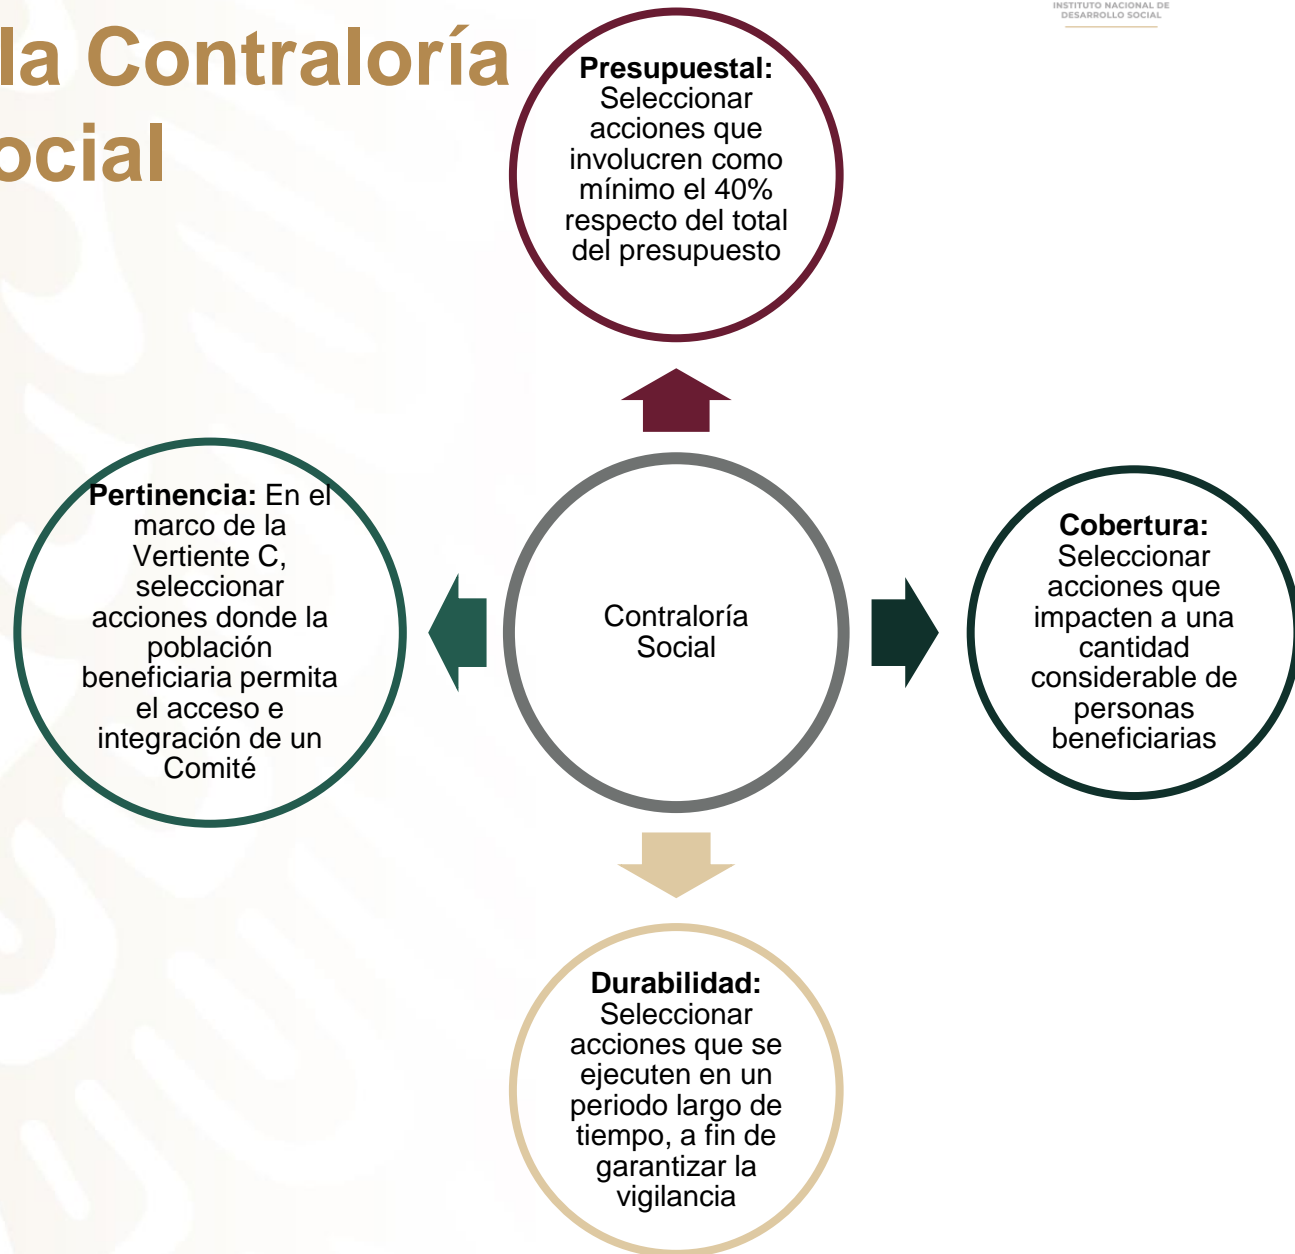 INSTITUTO NACIONAL DE
DESARROLLO SOCIAL
la Contraloría
ocial
Presupuestal:
Seleccionar
acciones que
involucren como
mínimo el 40%
respecto del total
del presupuesto
Pertinencia: En el
marco de la
Vertiente C,
seleccionar
acciones donde la
población
beneficiaria permita
el acceso e
integración de un
Comité
Contraloría
Social
Cobertura:
Seleccionar
acciones que
impacten a una
cantidad
considerable de
personas
beneficiarias
Durabilidad:
Seleccionar
acciones que se
ejecuten en un
periodo largo de
tiempo, a fin de
garantizar la
vigilancia